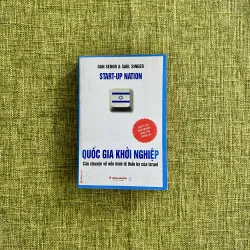 DAN SENOR & SAUL SINGER
START-UP NATION
QUỐC GIA KHỞI NGHIỆP
Câu chuyện về nền kinh tế thần kỳ của Israel